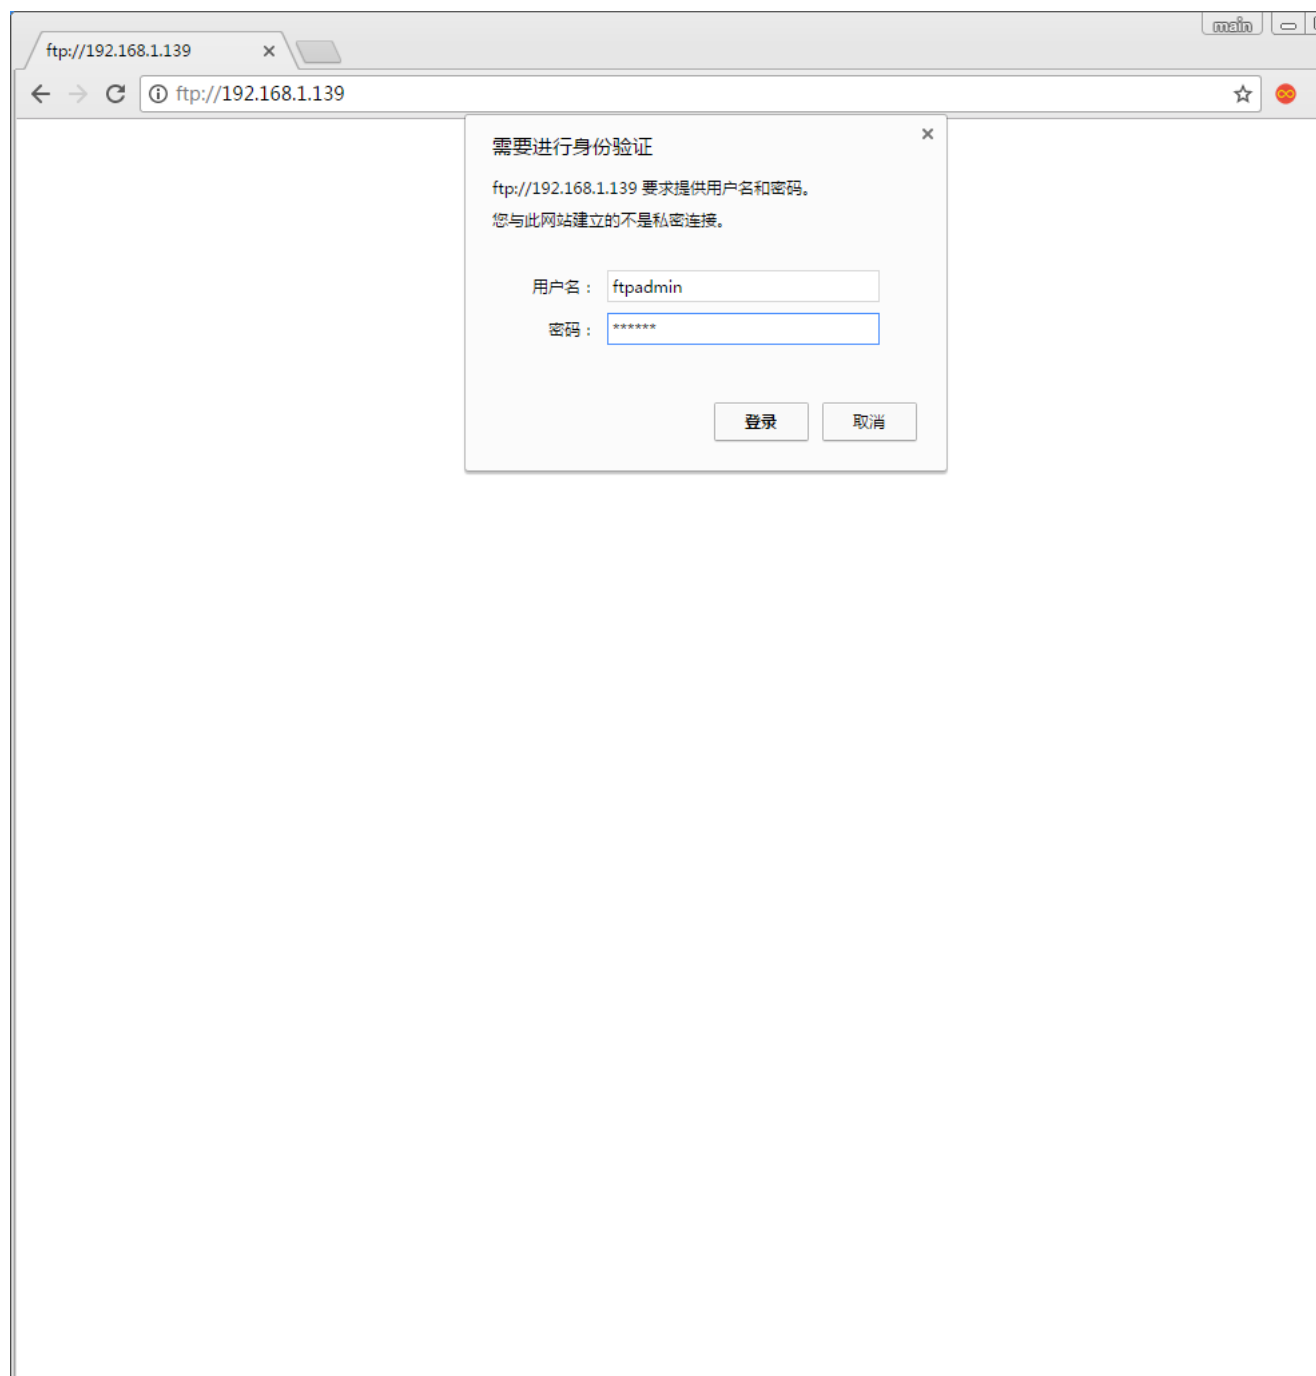 main
ftp://192.168.1.139
ftp://192.168.1.139
需要进行身份验证
ftp://192.168.1.139 要求提供用户名和密码。
您与此网站建立的不是私密连接。
用户名： ftpadmin
密码： ******
登录 取消